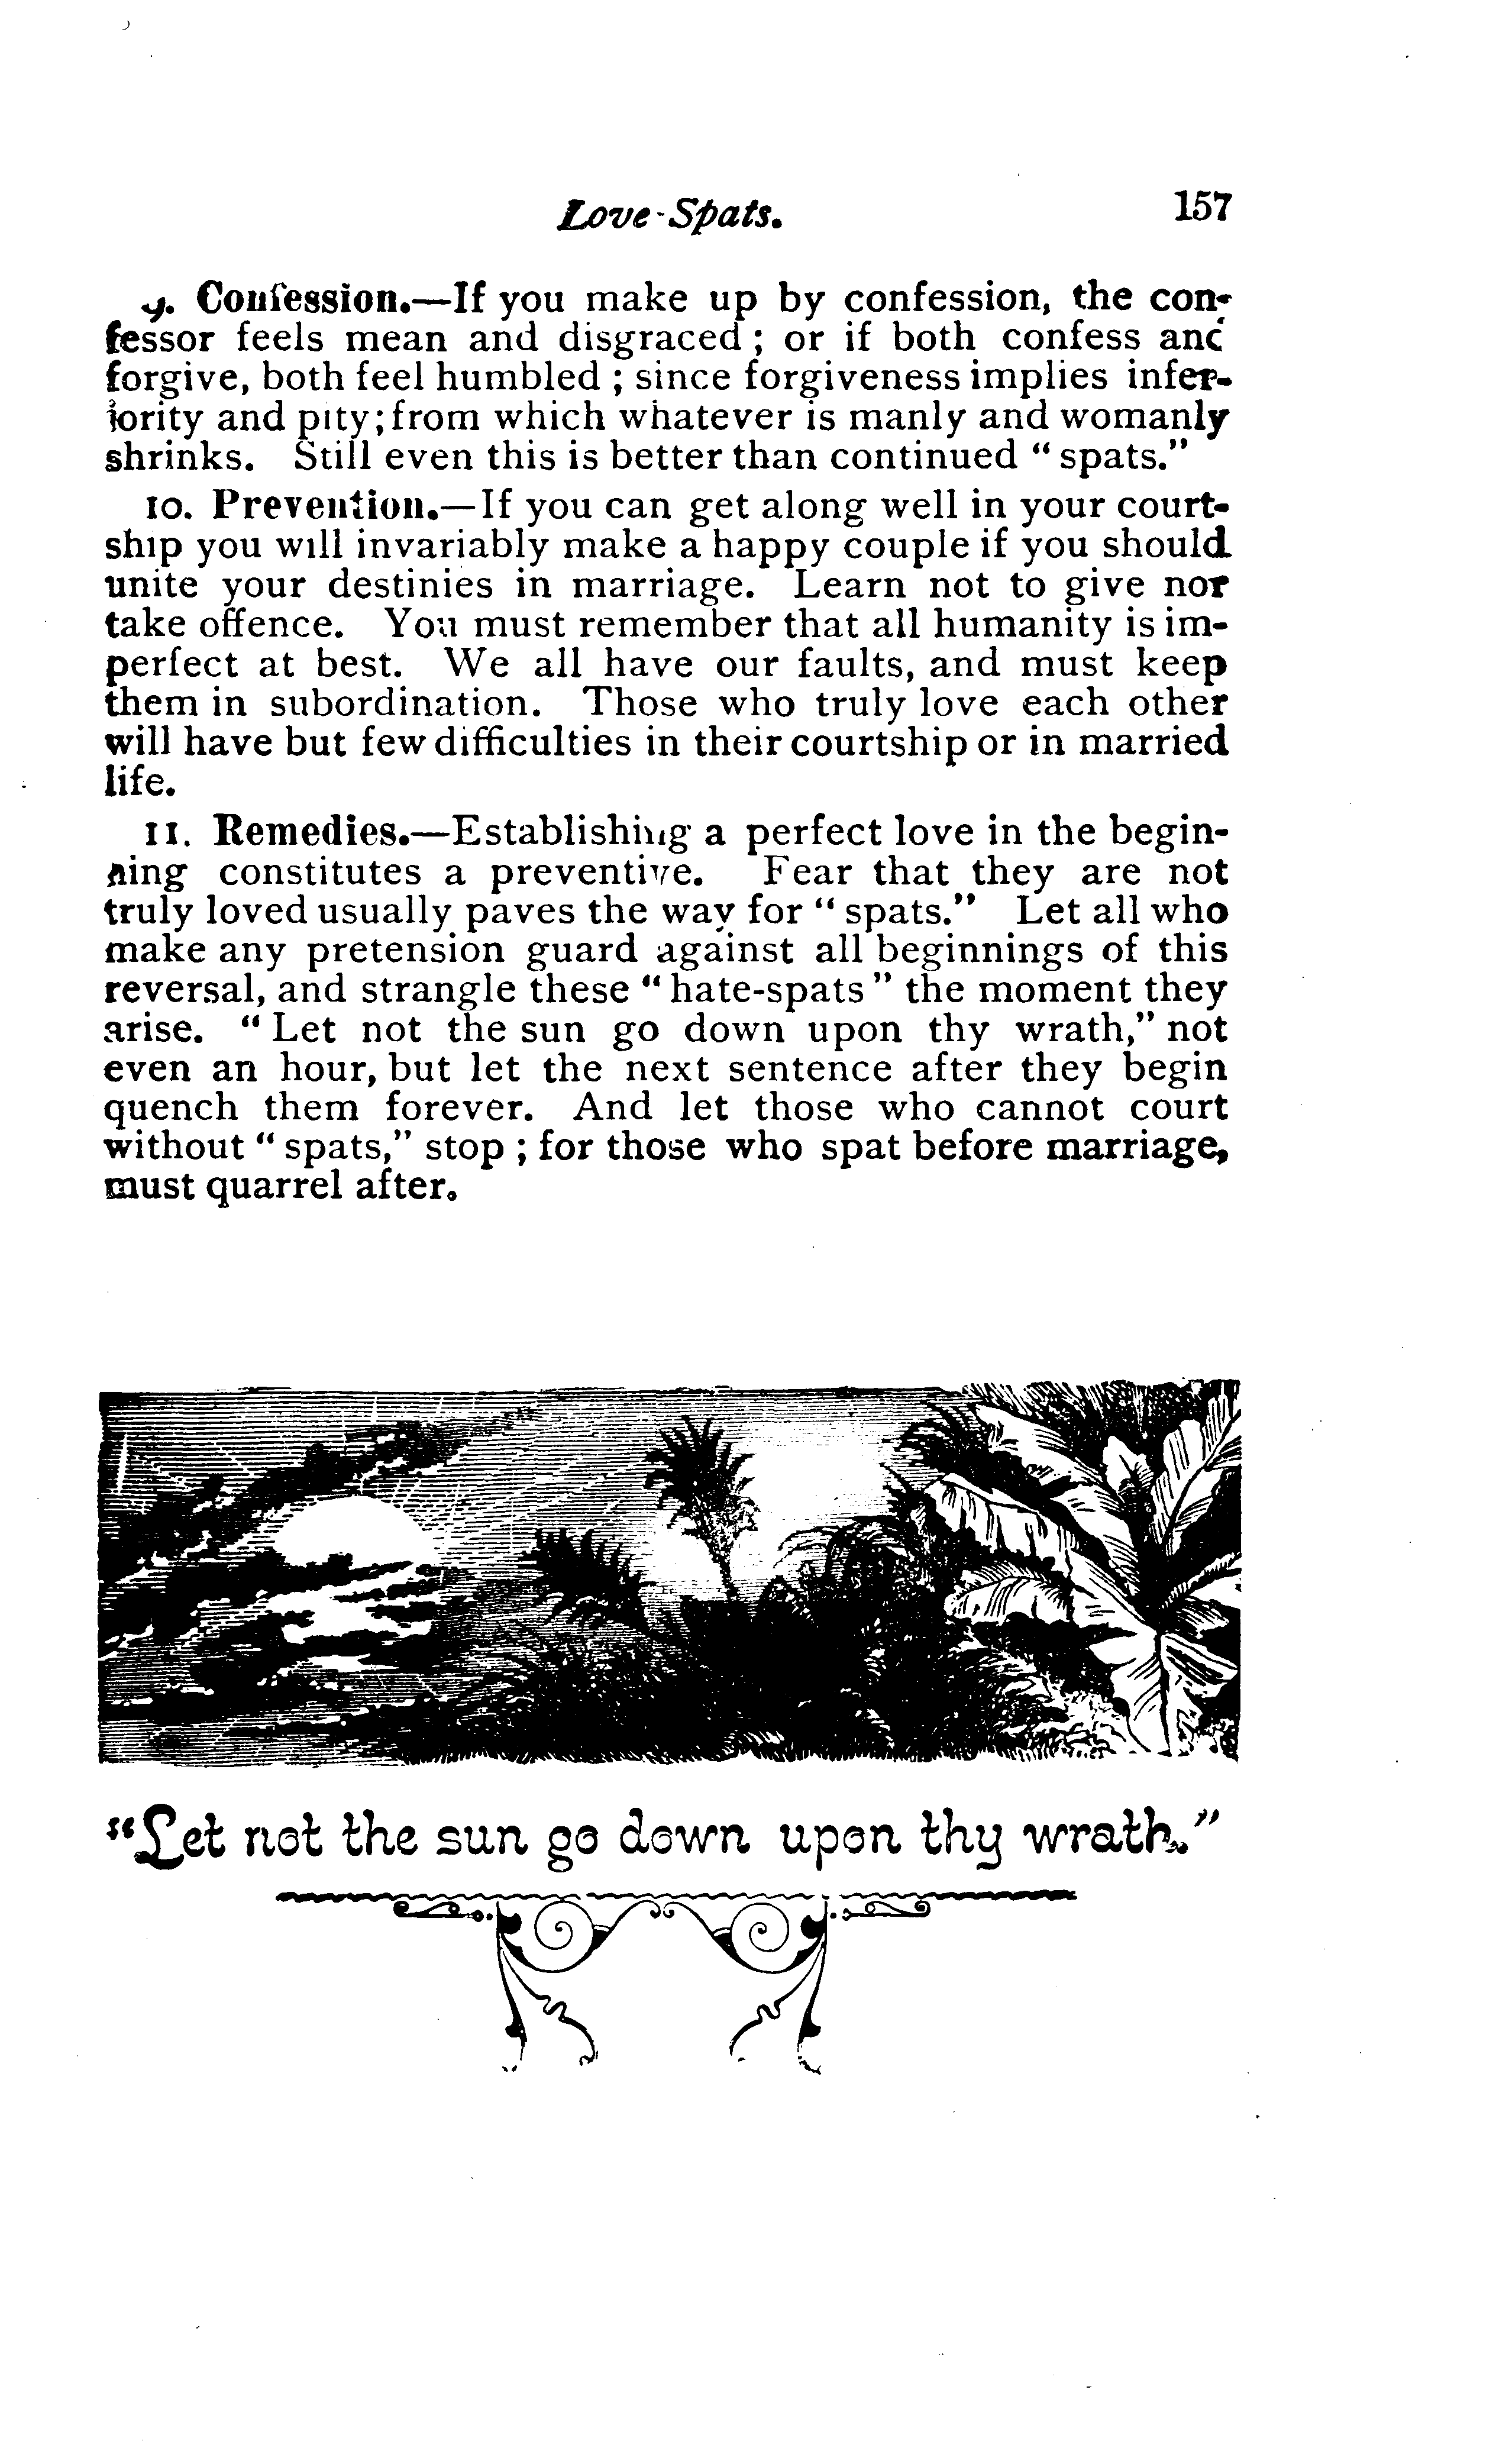 Love-Spats. 157
9. Confession.—If you make up by confession, the con-
fessor feels mean and disgraced; or if both confess and
forgive, both feel humbled; since forgiveness implies infer-
iority and pity; from which whatever is manly and womanly
shrinks. Still even this is better than continued "spats."
10. Prevention.—If you can get along well in your court-
ship you will invariably make a happy couple if you should
unite your destinies in marriage. Learn not to give nor
take offence. You must remember that all humanity is im-
perfect at best. We all have our faults, and must keep
them in subordination. Those who truly love each other
will have but few difficulties in their courtship or in married
life.
11. Remedies.—Establishing a perfect love in the begin-
ning constitutes a preventive. Fear that they are not
truly loved usually paves the way for "spats." Let all who
make any pretension guard against all beginnings of this
reversal, and strangle these "hate-spats" the moment they
arise. "Let not the sun go down upon thy wrath," not
even an hour, but let the next sentence after they begin
quench them forever. And let those who cannot court
without "spats," stop; for those who spat before marriage,
must quarrel after.
"Let not the sun go down upon thy wrath."